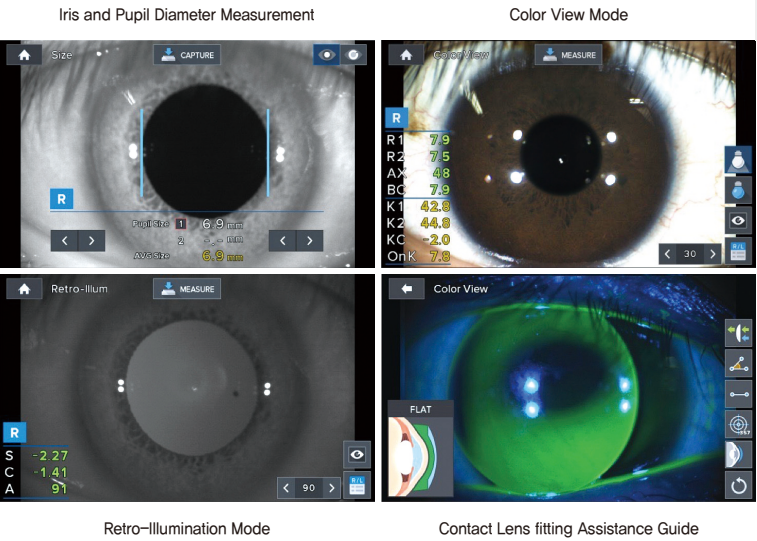 Iris and Pupil Diameter Measurement
Color View Mode
Size
CAPTURE
R
Pupil Size 1 6.9 mm
2 -.- mm
AVG Size 6.9 mm
Color View
MEASURE
R
R1 7.9
R2 7.5
AX 48
BC 7.9
K1 42.8
K2 44.8
KC -2.0
OnK 7.8
30
R/L
Retro-Illum
MEASURE
R
S -2.27
C -1.41
A 91
90
R/L
Color View
FLAT
Retro-Illumination Mode
Contact Lens fitting Assistance Guide